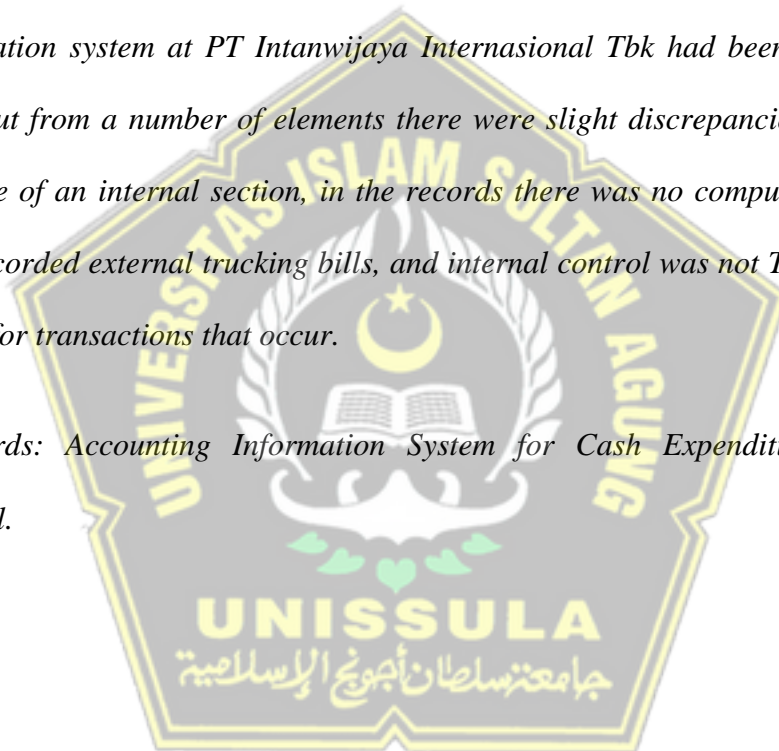 ation system at PT Intanwijaya Internasional Tbk had been
ut from a number of elements there were slight discrepanci
e of an internal section, in the records there was no compu
corded external trucking bills, and internal control was not T
for transactions that occur.
rds: Accounting Information System for Cash Expendit
l.
UNIVERSITAS ISLAM SULTAN AGUNG
UNISSULA
جامعتنسلطان أجونج الإسلامية